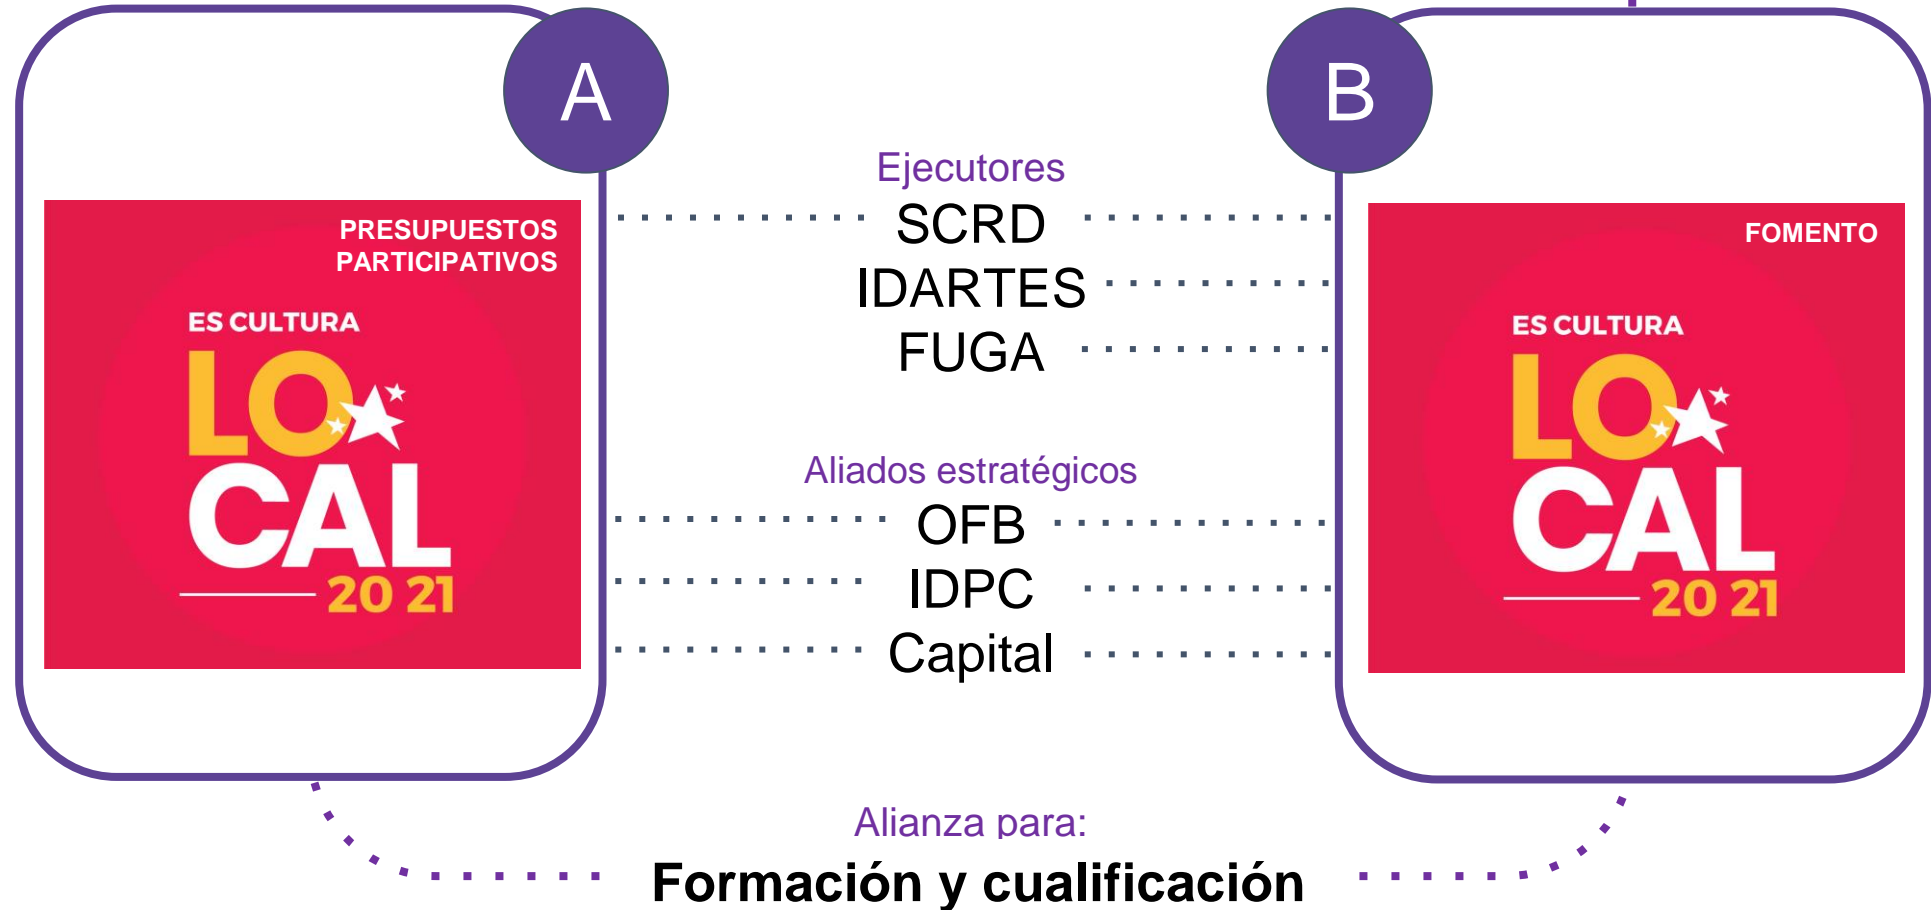 A
PRESUPUESTOS
PARTICIPATIVOS
ES CULTURA
LO
CAL
20 21
Ejecutores
SCRD
IDARTES
FUGA
Aliados estratégicos
OFB
IDPC
Capital
B
FOMENTO
ES CULTURA
LO
CAL
20 21
Alianza para:
Formación y cualificación